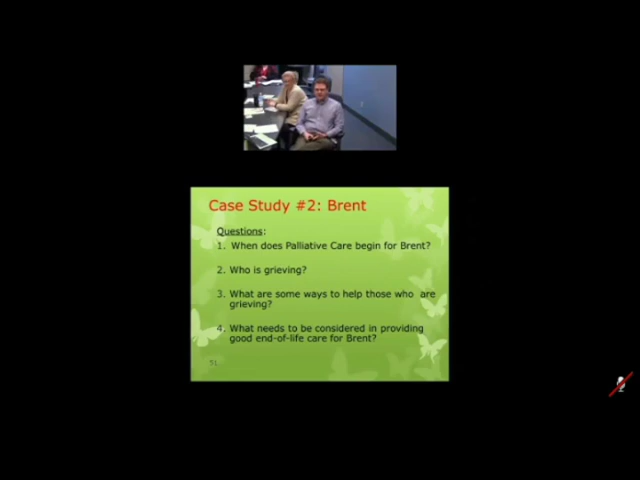 Case Study #2: Brent
Questions:
1. When does Palliative Care begin for Brent?
2. Who is grieving?
3. What are some ways to help those who are
grieving?
4. What needs to be considered in providing
good end-of-life care for Brent?
51